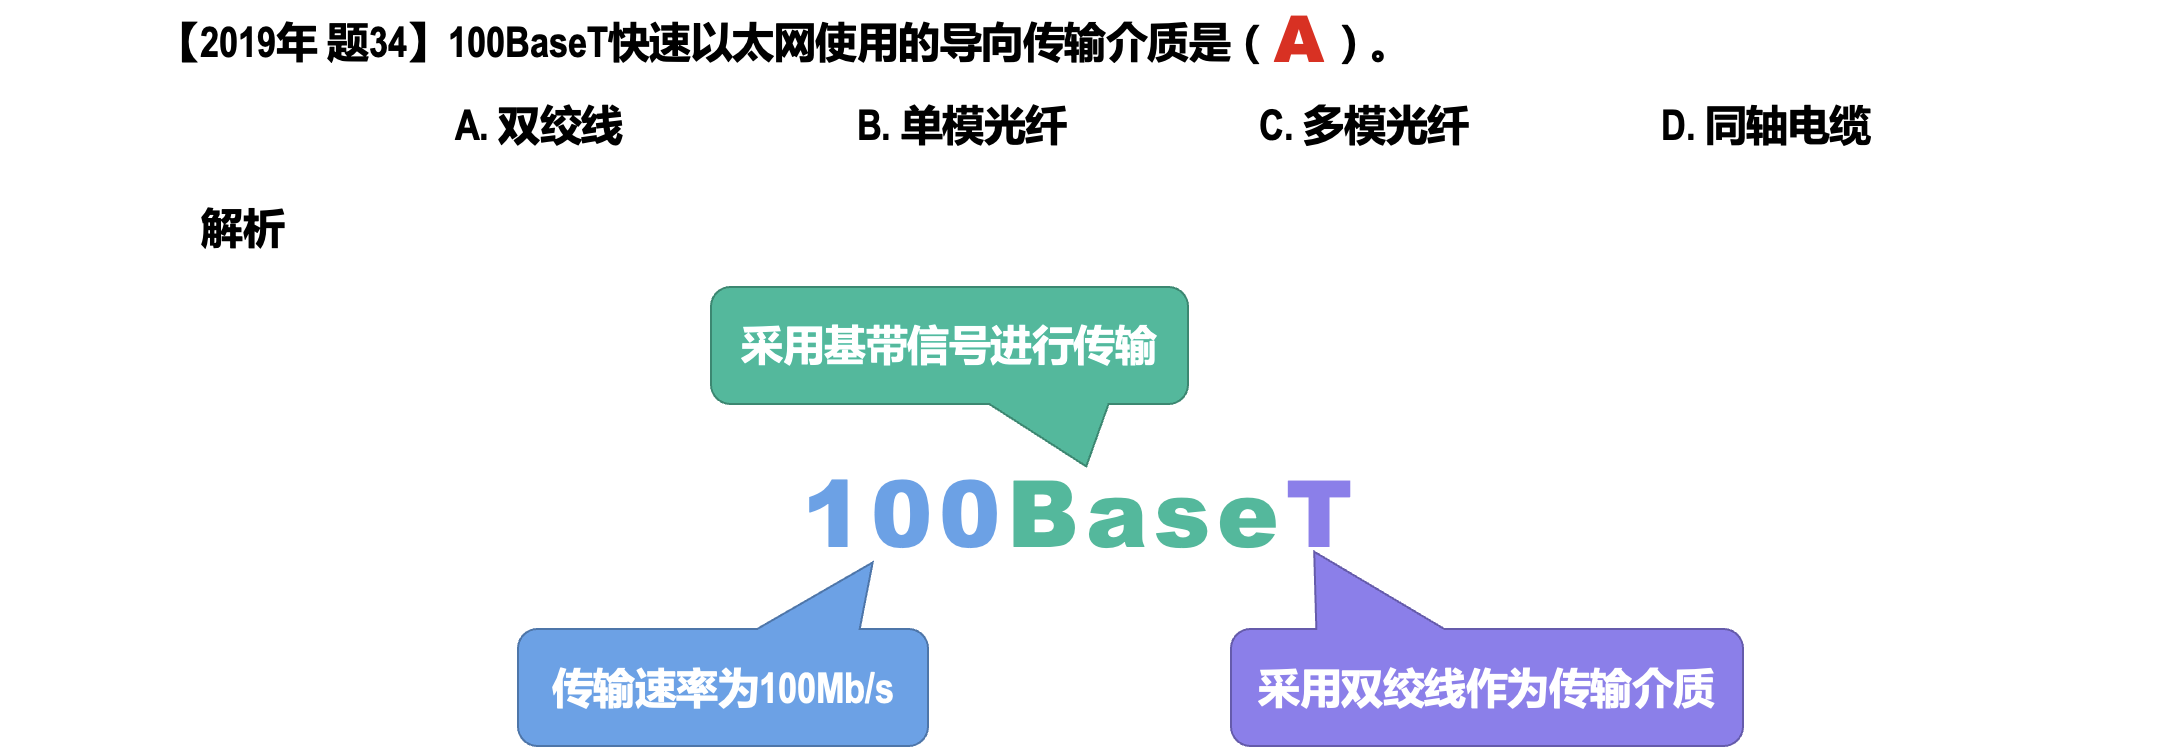 【2019年 题34】100BaseT快速以太网使用的导向传输介质是（A）。
A. 双绞线 B. 单模光纤 C. 多模光纤 D. 同轴电缆
解析
采用基带信号进行传输
100BaseT
传输速率为100Mb/s 采用双绞线作为传输介质